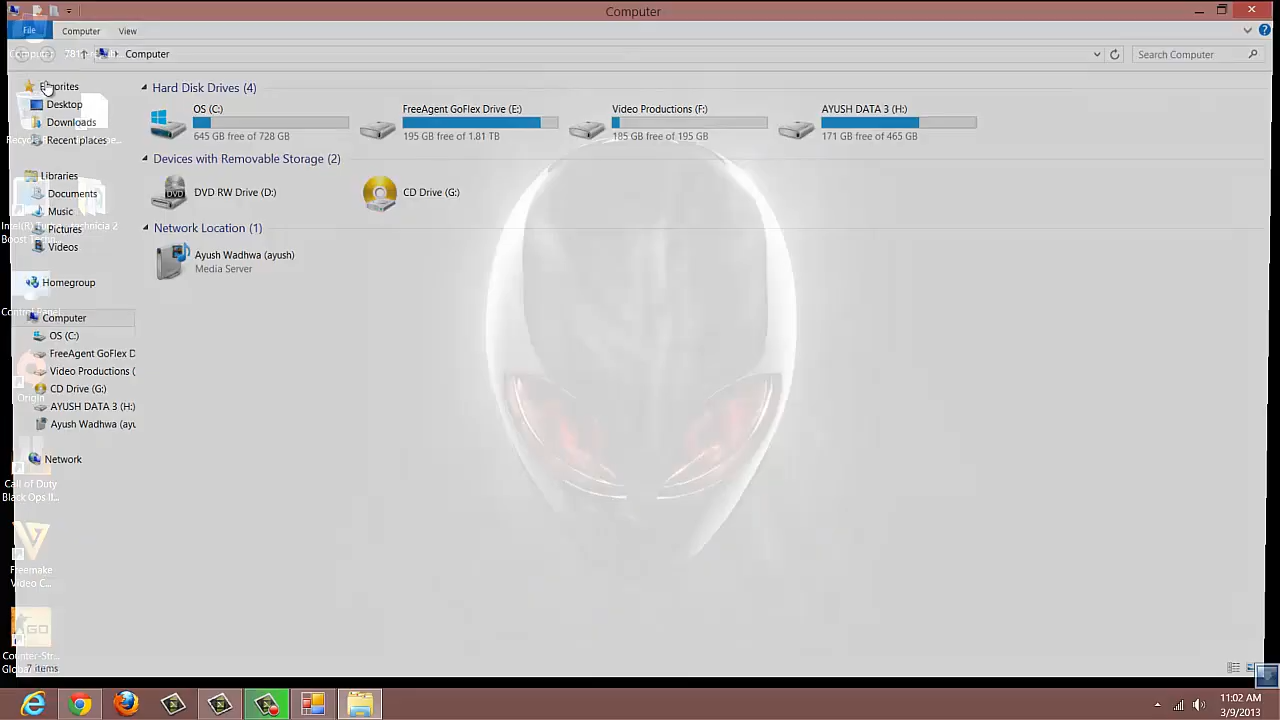 Computer
File
Computer
View
Computer
Search Computer
Favorites
Desktop
Downloads
Recent places
Libraries
Documents
Music
Pictures
Videos
Homegroup
Computer
OS (C:)
FreeAgent GoFlex D
Video Productions (
CD Drive (G:)
AYUSH DATA 3 (H:)
Ayush Wadhwa (ayu
Network
Hard Disk Drives (4)
OS (C:)
645 GB free of 728 GB
FreeAgent GoFlex Drive (E:)
195 GB free of 1.81 TB
Video Productions (F:)
185 GB free of 195 GB
AYUSH DATA 3 (H:)
171 GB free of 465 GB
Devices with Removable Storage (2)
DVD RW Drive (D:)
CD Drive (G:)
Network Location (1)
Ayush Wadhwa (ayush)
Media Server
Origin
Call of Duty
Black Ops II...
Freemake
Video C...
Counter-Str...
7 items
11:02 AM
3/9/2013